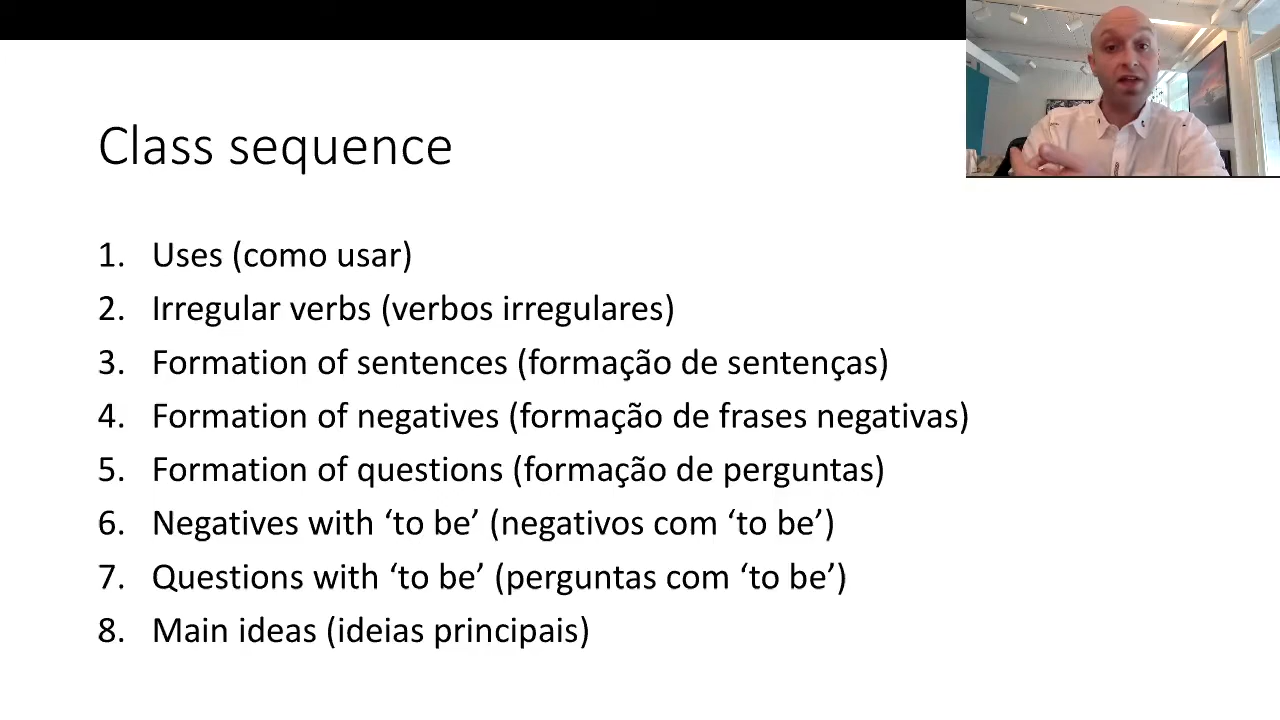 Class sequence
1. Uses (como usar)
2. Irregular verbs (verbos irregulares)
3. Formation of sentences (formação de sentenças)
4. Formation of negatives (formação de frases negativas)
5. Formation of questions (formação de perguntas)
6. Negatives with ‘to be’ (negativos com ‘to be’)
7. Questions with ‘to be’ (perguntas com ‘to be’)
8. Main ideas (ideias principais)